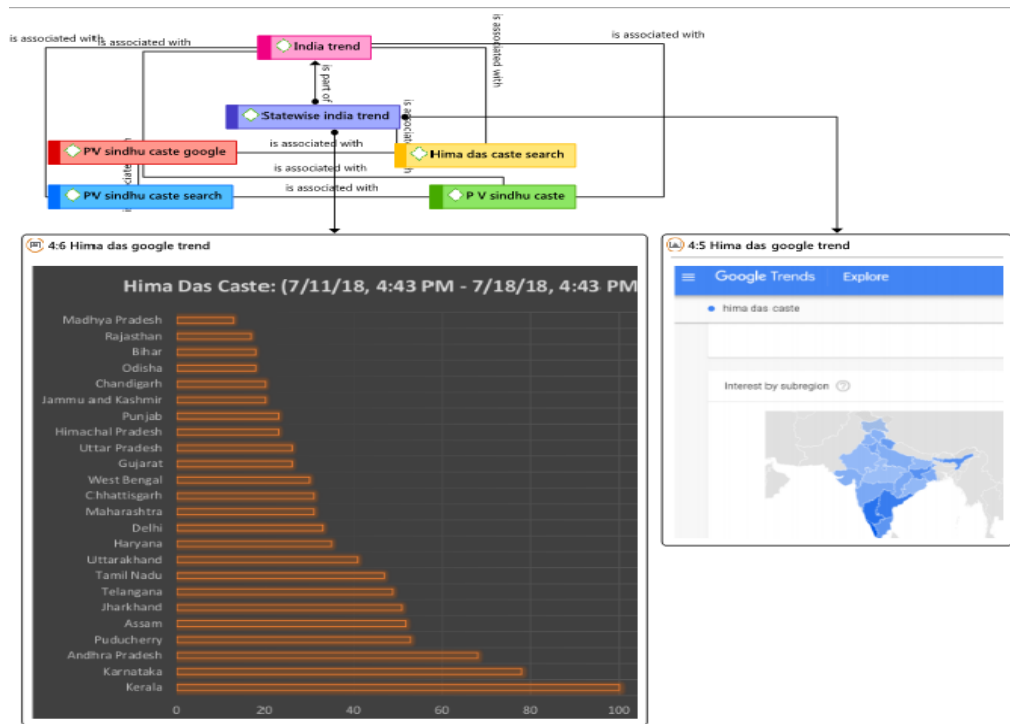 is associated with
is associated with
India trend
is associated with
is associated with
is part of
Statewise india trend
PV sindhu caste google
is associated with
Hima das caste search
is associated with
PV sindhu caste search
is associated with
P V sindhu caste
4:6 Hima das google trend
Hima Das Caste: (7/11/18, 4:43 PM - 7/18/18, 4:43 PM
Madhya Pradesh
Rajasthan
Bihar
Odisha
Chandigarh
Jammu and Kashmir
Punjab
Himachal Pradesh
Uttar Pradesh
Gujarat
West Bengal
Chhattisgarh
Maharashtra
Delhi
Haryana
Uttarakhand
Tamil Nadu
Telangana
Jharkhand
Assam
Puducherry
Andhra Pradesh
Karnataka
Kerala
0 20 40 60 80 100
4:5 Hima das google trend
Google Trends Explore
hima das caste
Interest by subregion